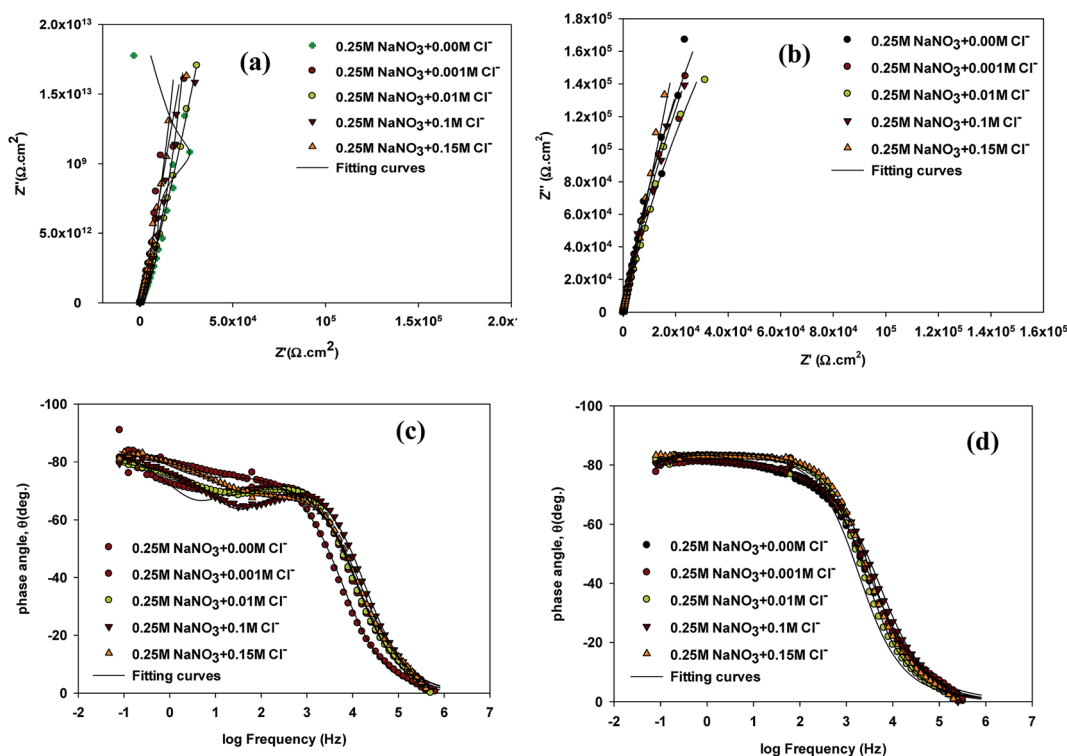 (a)
2.0x10¹³
1.5x10¹³
10⁹
5.0x10¹²
0
Z''(Ω.cm²)
0.25M NaNO₃+0.00M Cl⁻
0.25M NaNO₃+0.001M Cl⁻
0.25M NaNO₃+0.01M Cl⁻
0.25M NaNO₃+0.1M Cl⁻
0.25M NaNO₃+0.15M Cl⁻
Fitting curves
0 5.0x10⁴ 10⁵ 1.5x10⁵ 2.0x
Z'(Ω.cm²)
(b)
1.8x10⁵
1.6x10⁵
1.4x10⁵
1.2x10⁵
10⁵
8.0x10⁴
6.0x10⁴
4.0x10⁴
2.0x10⁴
0
Z'' (Ω.cm²)
0.25M NaNO₃+0.00M Cl⁻
0.25M NaNO₃+0.001M Cl⁻
0.25M NaNO₃+0.01M Cl⁻
0.25M NaNO₃+0.1M Cl⁻
0.25M NaNO₃+0.15M Cl⁻
Fitting curves
0 2.0x10⁴ 4.0x10⁴ 6.0x10⁴ 8.0x10⁴ 10⁵ 1.2x10⁵ 1.4x10⁵ 1.6x10⁵
Z' (Ω.cm²)
(c)
-100
-80
-60
-40
-20
0
phase angle, θ(deg.)
0.25M NaNO₃+0.00M Cl⁻
0.25M NaNO₃+0.001M Cl⁻
0.25M NaNO₃+0.01M Cl⁻
0.25M NaNO₃+0.1M Cl⁻
0.25M NaNO₃+0.15M Cl⁻
Fitting curves
-2 -1 0 1 2 3 4 5 6 7
log Frequency (Hz)
(d)
-100
-80
-60
-40
-20
0
phase angle, θ(deg.)
0.25M NaNO₃+0.00M Cl⁻
0.25M NaNO₃+0.001M Cl⁻
0.25M NaNO₃+0.01M Cl⁻
0.25M NaNO₃+0.1M Cl⁻
0.25M NaNO₃+0.15M Cl⁻
Fitting curves
-2 -1 0 1 2 3 4 5 6 7
log Frequency (Hz)